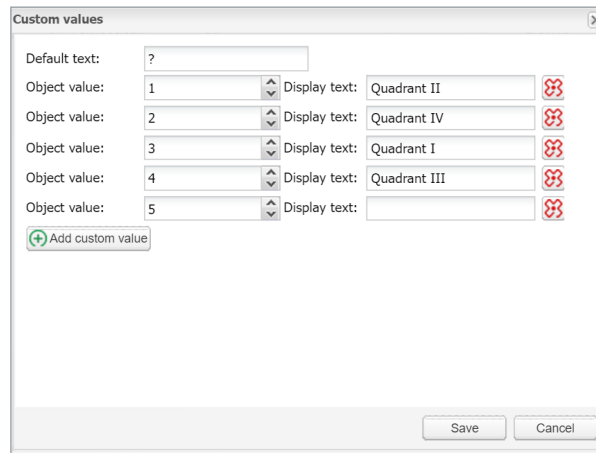 Custom values
Default text: ?
Object value: 1 Display text: Quadrant II
Object value: 2 Display text: Quadrant IV
Object value: 3 Display text: Quadrant I
Object value: 4 Display text: Quadrant III
Object value: 5 Display text:
Add custom value
Save Cancel